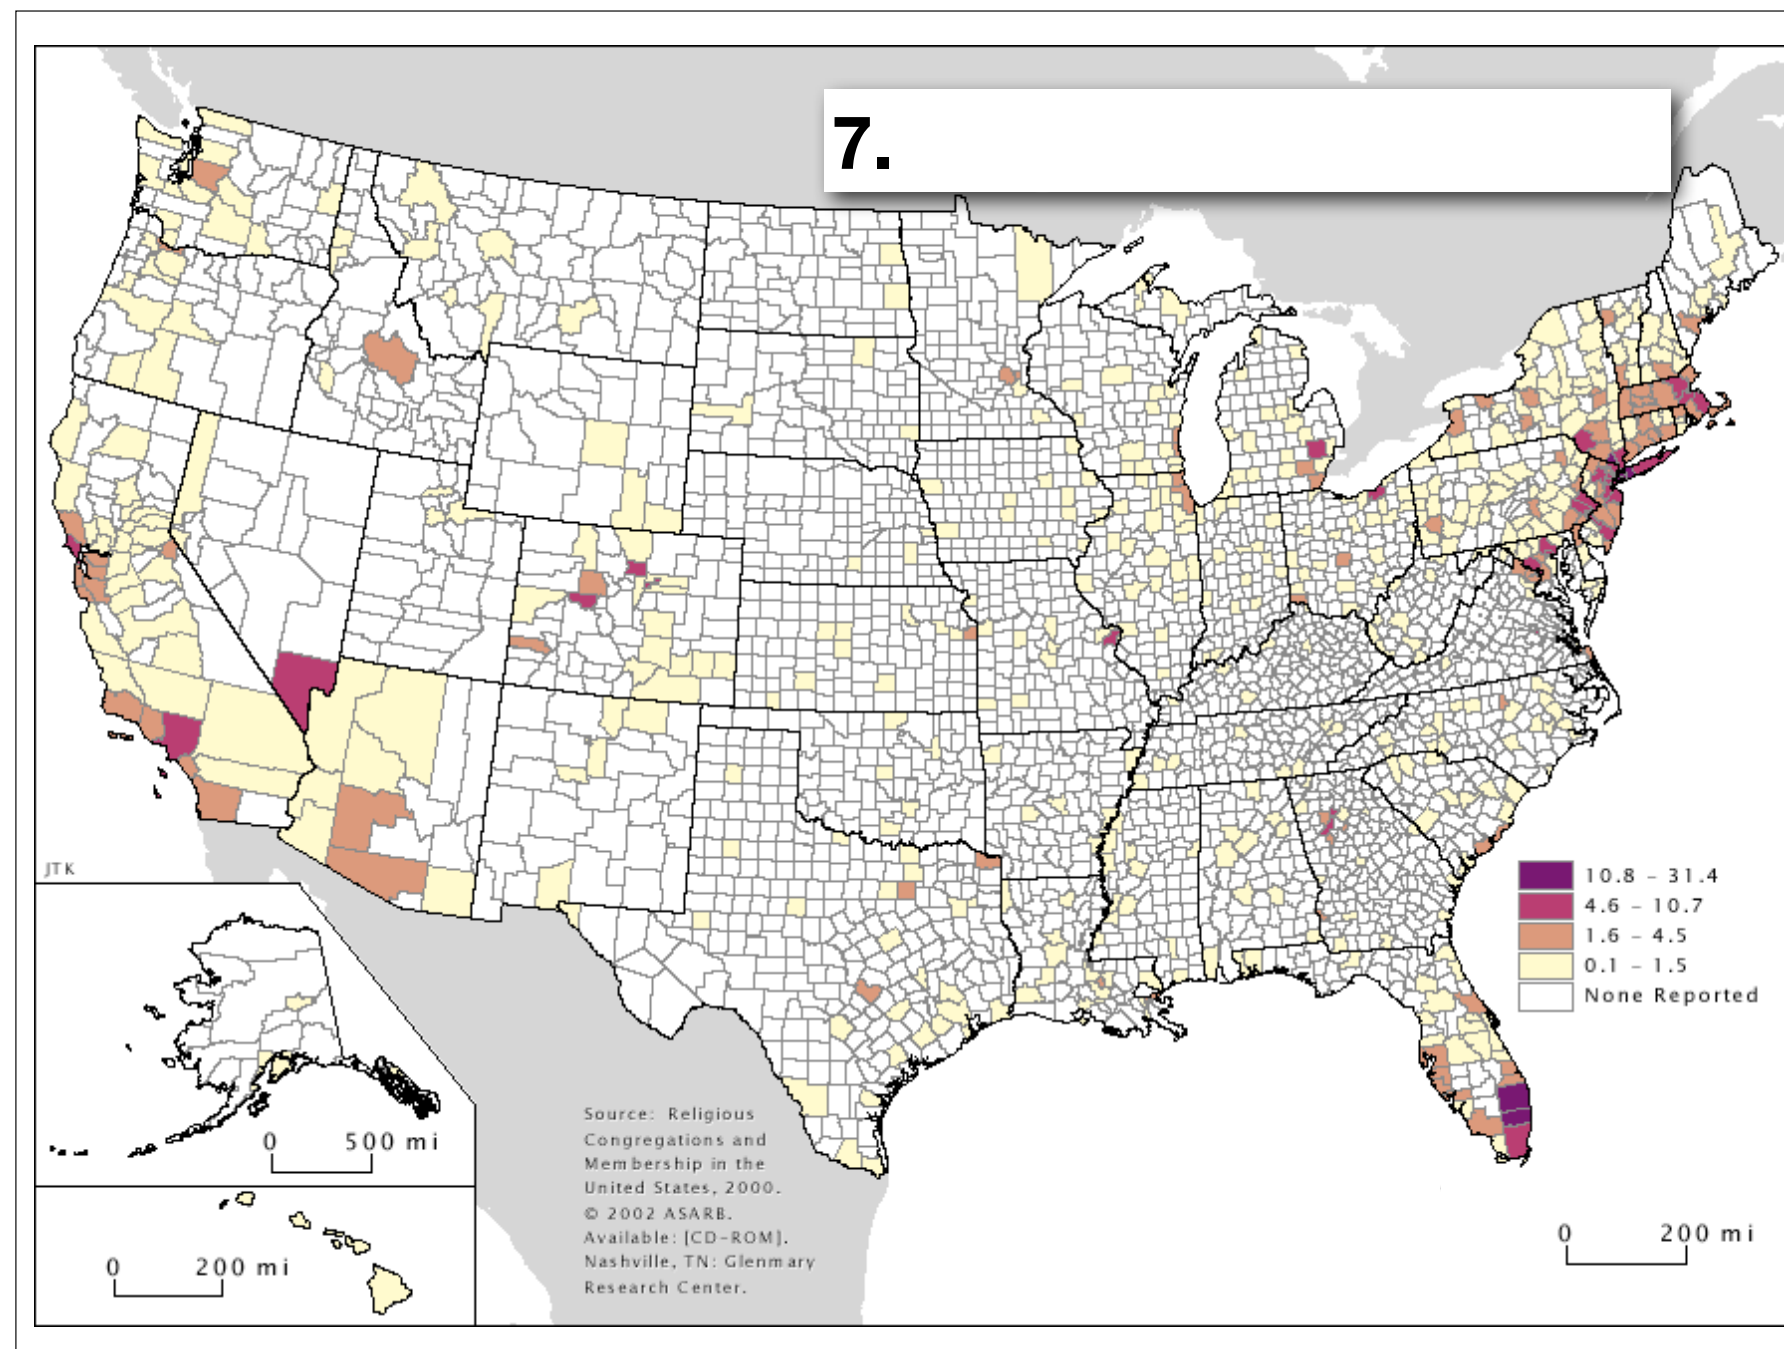 7.
JTK
10.8 - 31.4
4.6 - 10.7
1.6 - 4.5
0.1 - 1.5
None Reported
0 500 mi
0 200 mi
Source: Religious
Congregations and
Membership in the
United States, 2000.
© 2002 ASARB.
Available: [CD-ROM].
Nashville, TN: Glenmary
Research Center.
0 200 mi